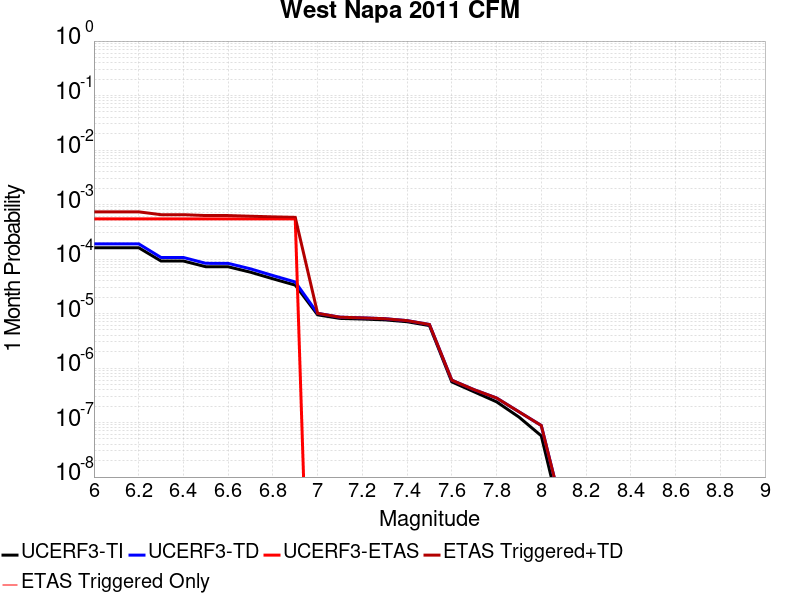 West Napa 2011 CFM
1 Month Probability
10^0
10^-1
10^-2
10^-3
10^-4
10^-5
10^-6
10^-7
10^-8
6 6.2 6.4 6.6 6.8 7 7.2 7.4 7.6 7.8 8 8.2 8.4 8.6 8.8 9
Magnitude
UCERF3-TI UCERF3-TD UCERF3-ETAS ETAS Triggered+TD
ETAS Triggered Only